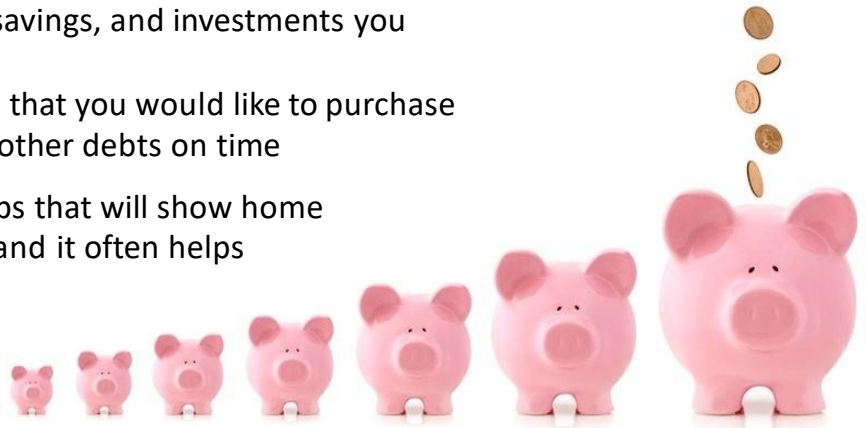 savings, and investments you
that you would like to purchase
other debts on time
ps that will show home
and it often helps